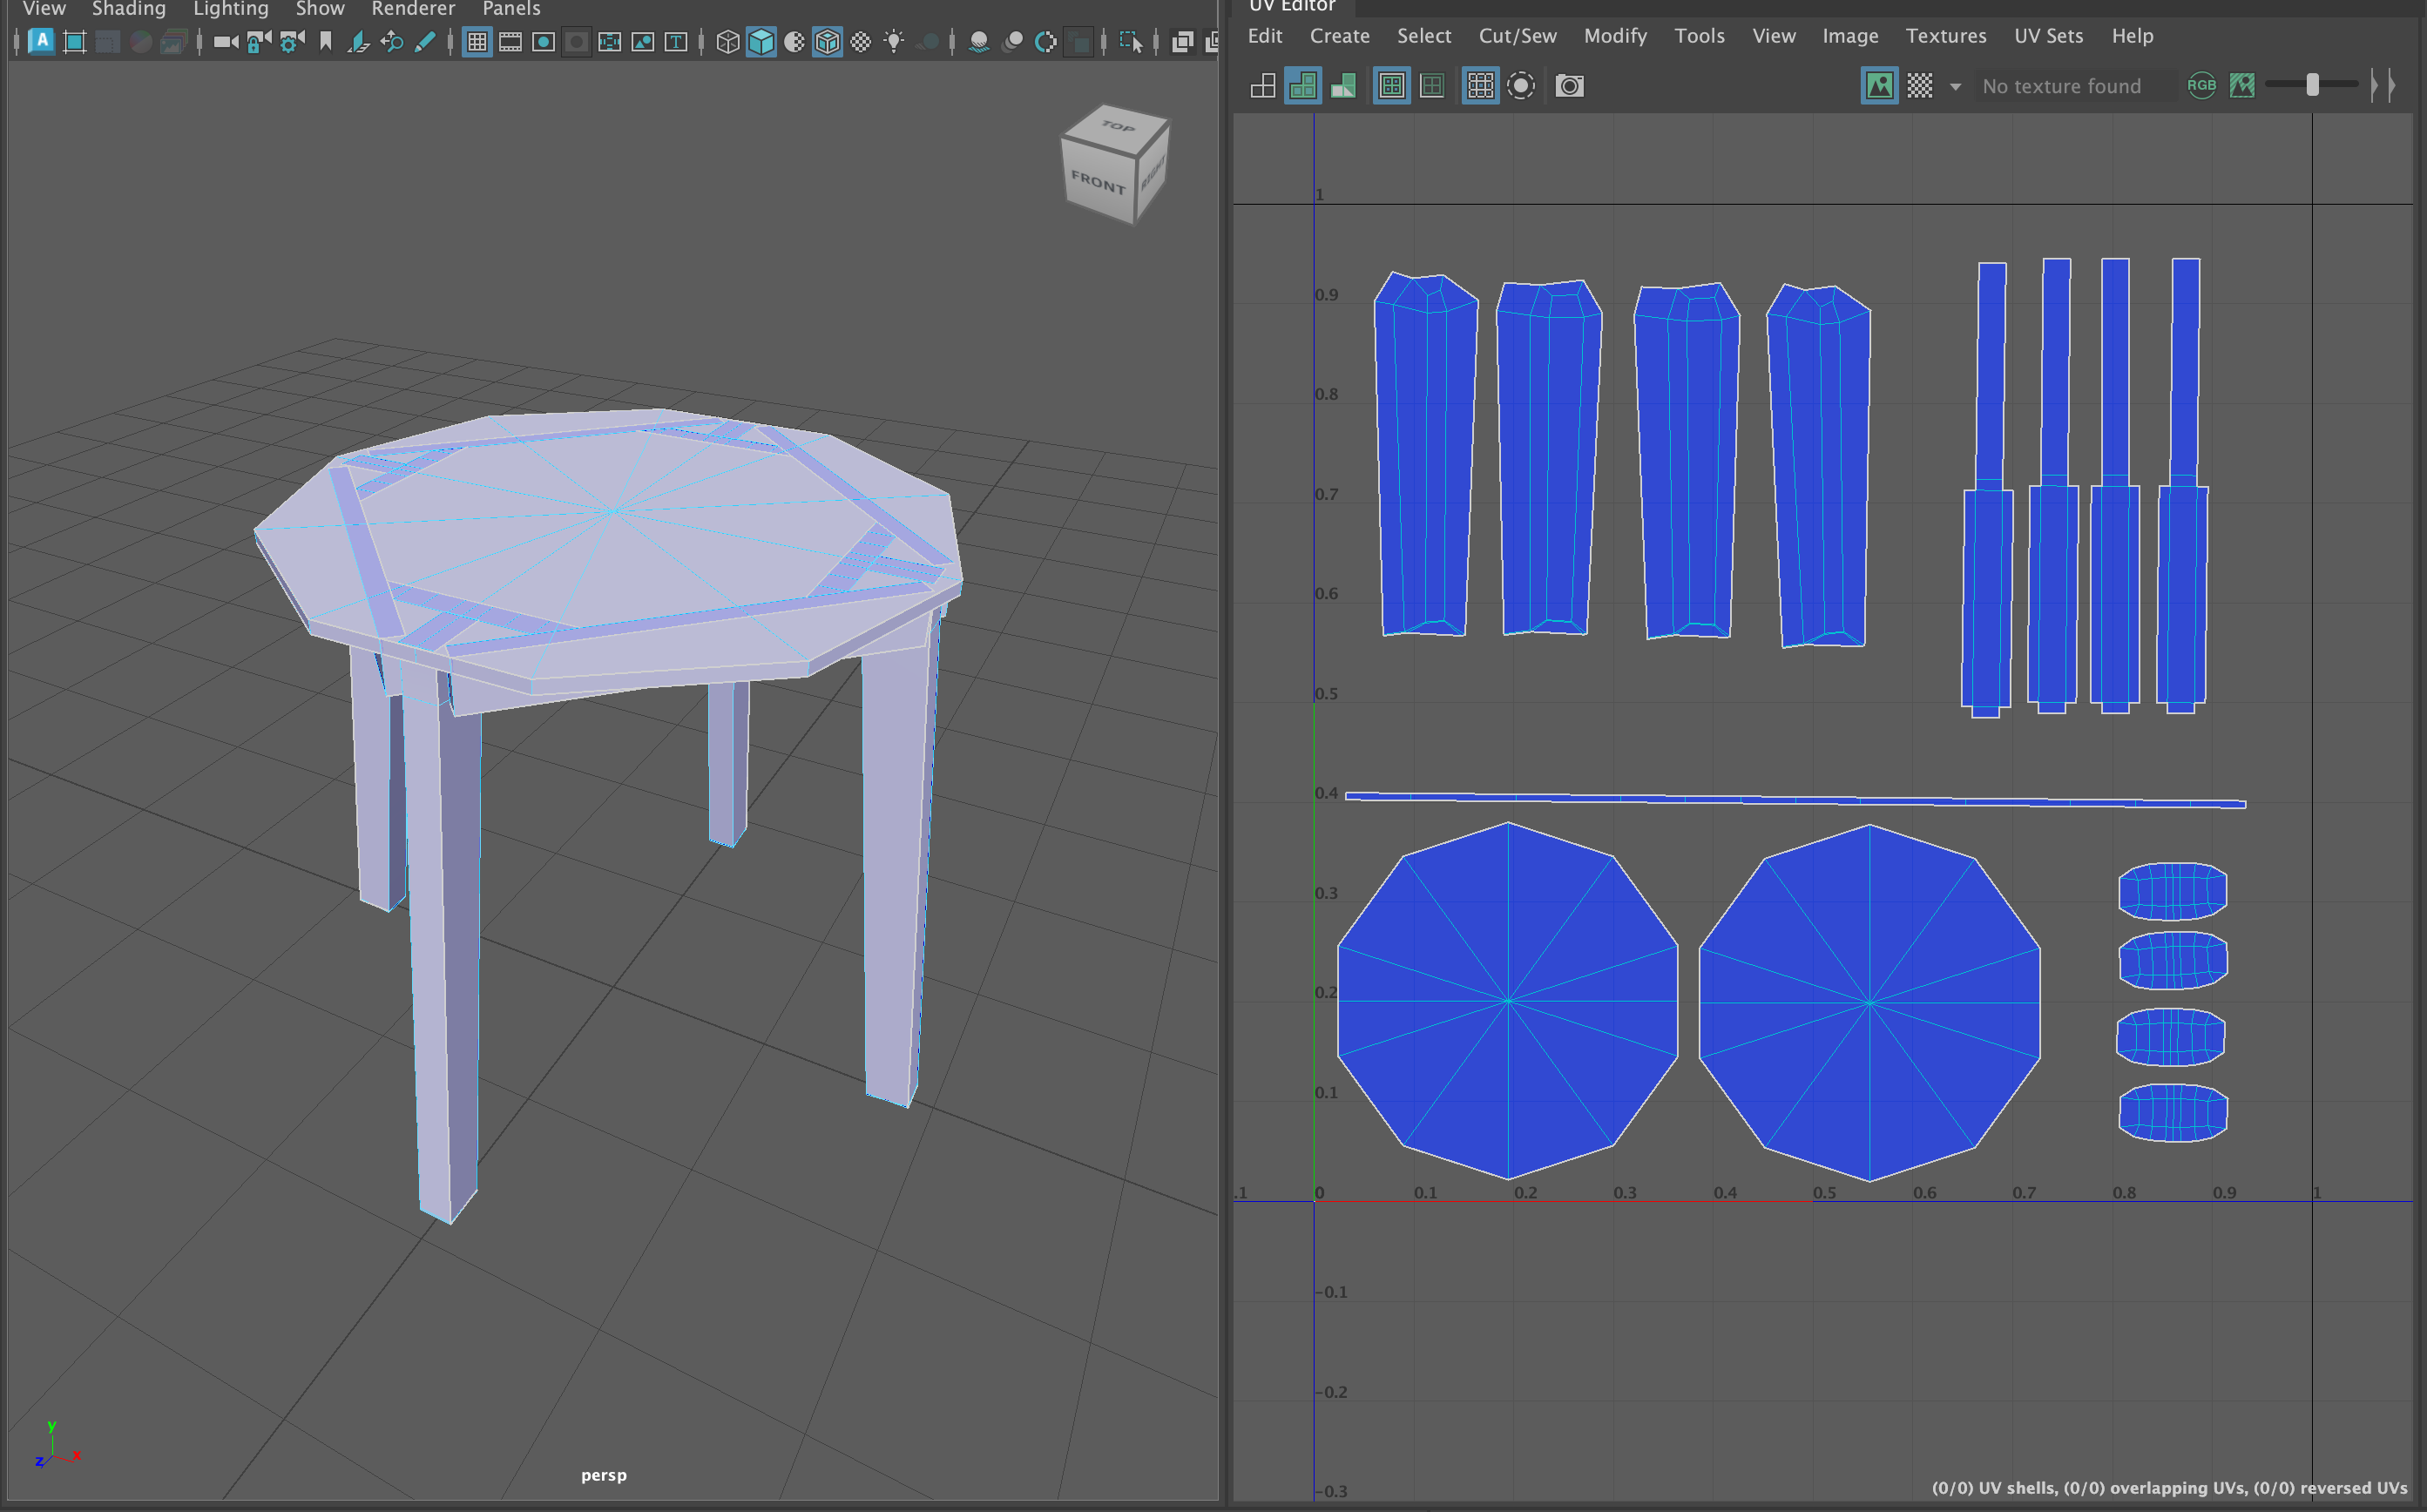 View Shading Lighting Show Renderer Panels
A
T
TOP
FRONT
RIGHT
y
z x
persp
UV Editor
Edit Create Select Cut/Sew Modify Tools View Image Textures UV Sets Help
No texture found
RGB
1
0.9
0.8
0.7
0.6
0.5
0.4
0.3
0.2
0.1
.1 0 0.1 0.2 0.3 0.4 0.5 0.6 0.7 0.8 0.9 1
-0.1
-0.2
-0.3
(0/0) UV shells, (0/0) overlapping UVs, (0/0) reversed UVs